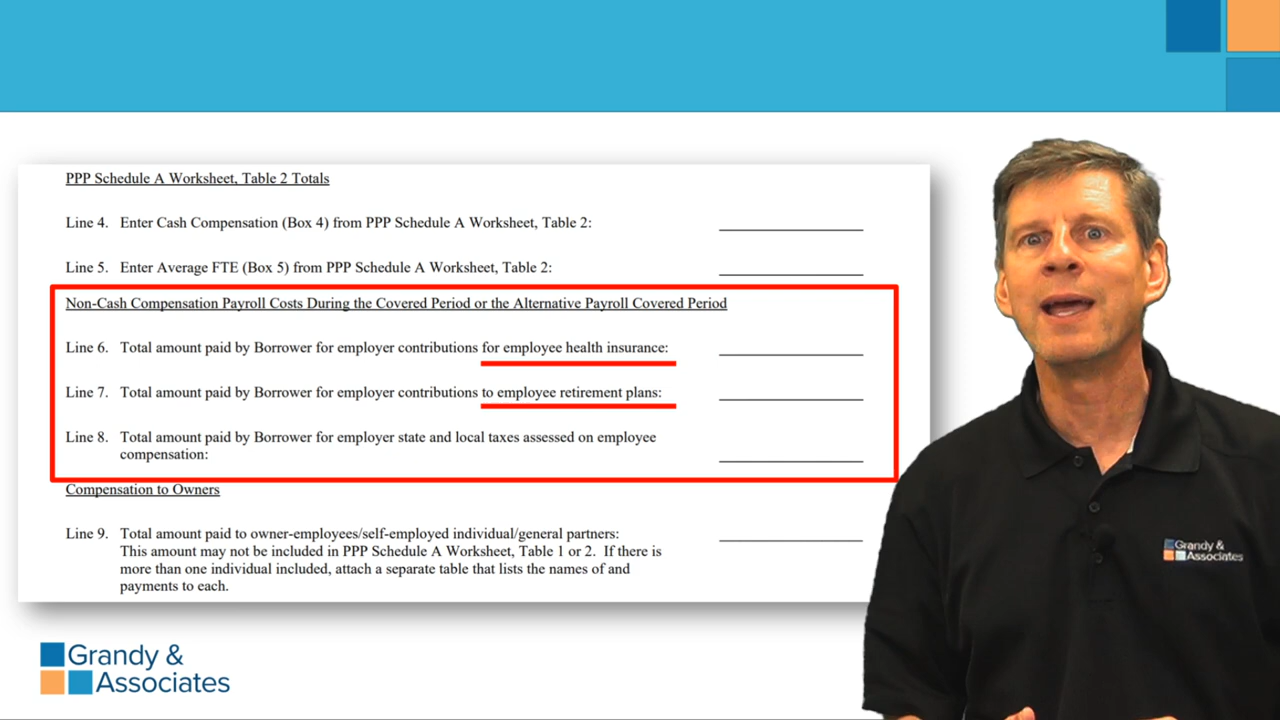 PPP Schedule A Worksheet, Table 2 Totals
Line 4. Enter Cash Compensation (Box 4) from PPP Schedule A Worksheet, Table 2:
Line 5. Enter Average FTE (Box 5) from PPP Schedule A Worksheet, Table 2:
Non-Cash Compensation Payroll Costs During the Covered Period or the Alternative Payroll Covered Period
Line 6. Total amount paid by Borrower for employer contributions for employee health insurance:
Line 7. Total amount paid by Borrower for employer contributions to employee retirement plans:
Line 8. Total amount paid by Borrower for employer state and local taxes assessed on employee
compensation:
Compensation to Owners
Line 9. Total amount paid to owner-employees/self-employed individual/general partners:
This amount may not be included in PPP Schedule A Worksheet, Table 1 or 2. If there is
more than one individual included, attach a separate table that lists the names of and
payments to each.
Grandy &
Associates
Grandy &
Associates